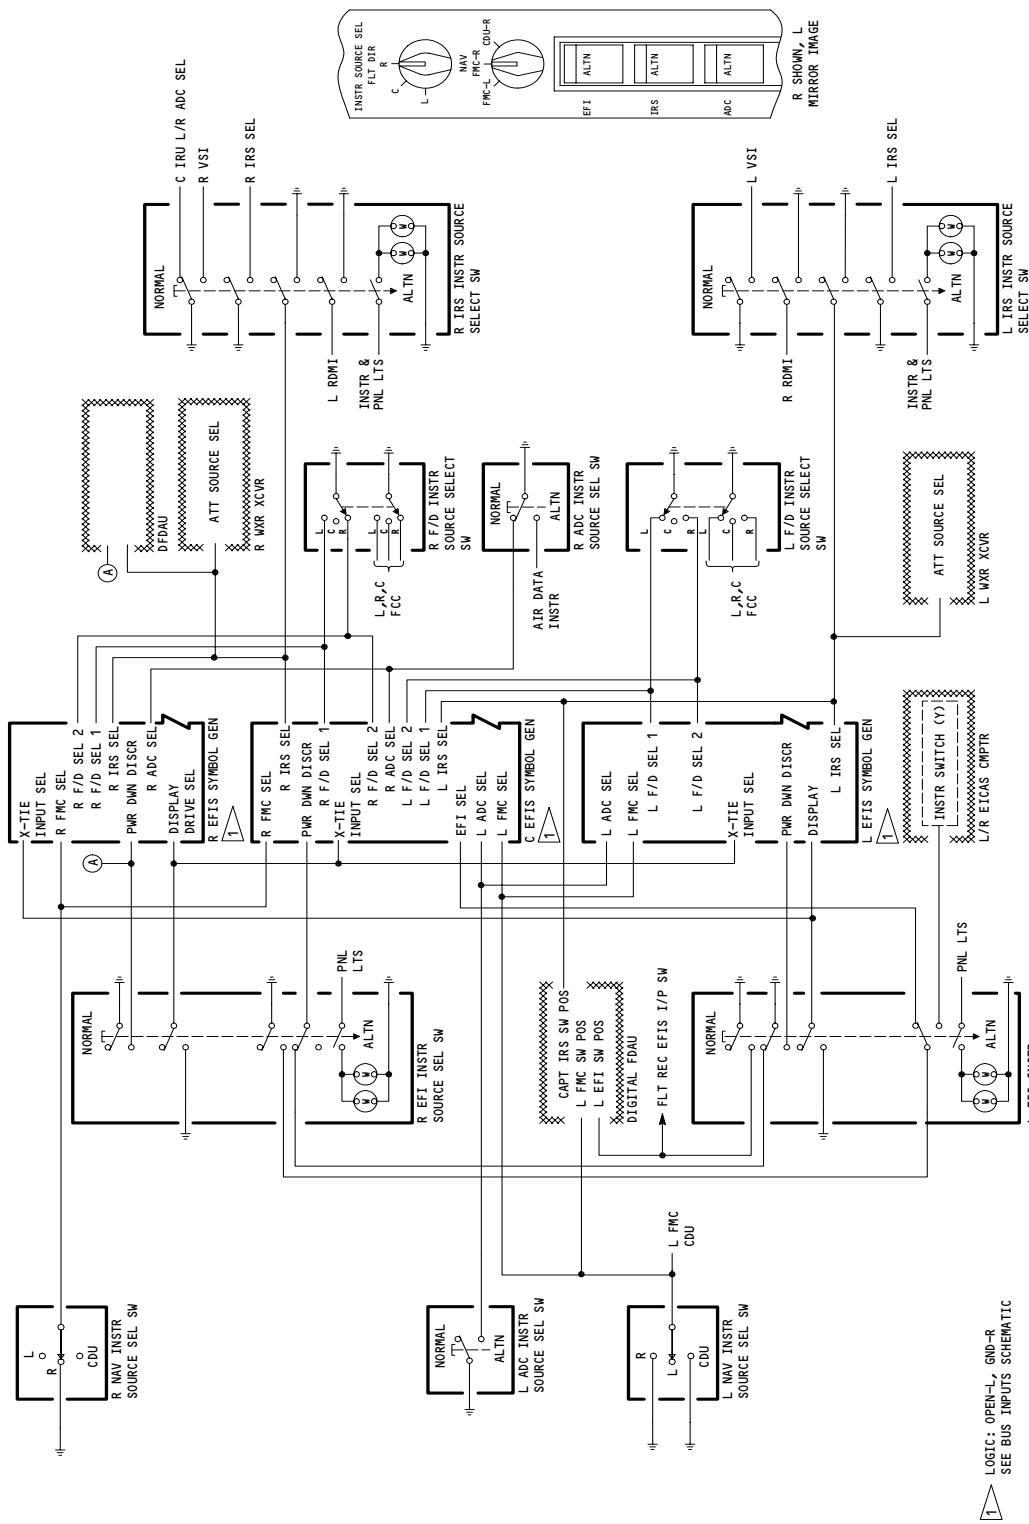 INSTR SOURCE SEL
FLT DIR
L
C
R
NAV
FMC-L
FMC-R
CDU-R
EFI
ALTN
IRS
ALTN
ADC
ALTN
R SHOWN, L
MIRROR IMAGE
C IRU L/R ADC SEL
R VSI
R IRS SEL
NORMAL
ALTN
W
W
L RDMI
INSTR &
PNL LTS
R IRS INSTR SOURCE
SELECT SW
L VSI
L IRS SEL
NORMAL
ALTN
W
W
R RDMI
INSTR &
PNL LTS
L IRS INSTR SOURCE
SELECT SW
A
DFDAU
ATT SOURCE SEL
R WXR XCVR
L
C
R
L
C
R
L,R,C
FCC
R F/D INSTR
SOURCE SELECT
SW
NORMAL
ALTN
AIR DATA
INSTR
R ADC INSTR
SOURCE SEL SW
L
C
R
L
C
R
L,R,C
FCC
L F/D INSTR
SOURCE SELECT
SW
ATT SOURCE SEL
L WXR XCVR
X-TIE
INPUT SEL
R FMC SEL
R F/D SEL 2
R F/D SEL 1
R IRS SEL
PWR DWN DISCR
R ADC SEL
DISPLAY
DRIVE SEL
R EFIS SYMBOL GEN
1
R FMC SEL
R IRS SEL
PWR DWN DISCR
R F/D SEL 1
X-TIE
INPUT SEL
R F/D SEL 2
R ADC SEL
L F/D SEL 2
L F/D SEL 1
L IRS SEL
EFI SEL
L ADC SEL
L FMC SEL
C EFIS SYMBOL GEN
1
L ADC SEL
L FMC SEL
L F/D SEL 1
L F/D SEL 2
X-TIE
INPUT SEL
PWR DWN DISCR
DISPLAY
L IRS SEL
L EFIS SYMBOL GEN
1
INSTR SWITCH (Y)
L/R EICAS CMPTR
A
NORMAL
PNL
LTS
ALTN
W
W
R EFI INSTR
SOURCE SEL SW
CAPT IRS SW POS
L FMC SW POS
L EFI SW POS
DIGITAL FDAU
FLT REC EFIS I/P SW
NORMAL
PNL LTS
ALTN
W
W
L
R
CDU
R NAV INSTR
SOURCE SEL SW
NORMAL
ALTN
L ADC INSTR
SOURCE SEL SW
L FMC
CDU
R
L
CDU
L NAV INSTR
SOURCE SEL SW
1
LOGIC: OPEN-L, GND-R
SEE BUS INPUTS SCHEMATIC